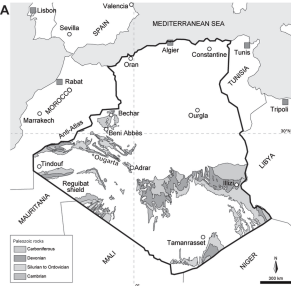 A
Lisbon
Valencia
SPAIN
Sevilla
MEDITERRANEAN SEA
Algier
Constantine
Tunis
Oran
TUNISIA
Rabat
MOROCCO
Marrakech
Ourgla
Tripoli
30°N
Bechar
Anti-Atlas
Beni Abbès
Ougarta
Tindouf
Adrar
LIBYA
Illizi
Reguibat
shield
MAURITANIA
MALI
Tamanrasset
NIGER
Paleozoic rocks
Carboniferous
Devonian
Silurian to Ordovician
Cambrian
0°
N
300 km